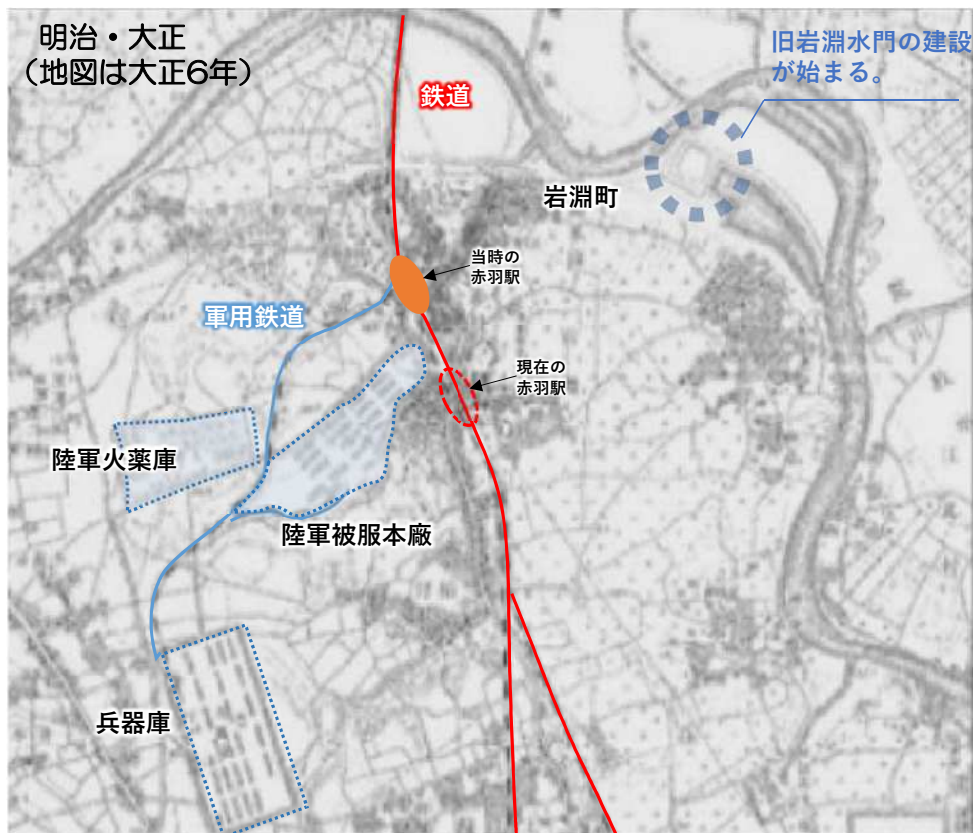 明治・大正
（地図は大正6年）
旧岩淵水門の建設
が始まる。
鉄道
岩淵町
当時の
赤羽駅
軍用鉄道
現在の
赤羽駅
陸軍火薬庫
陸軍被服本廠
兵器庫